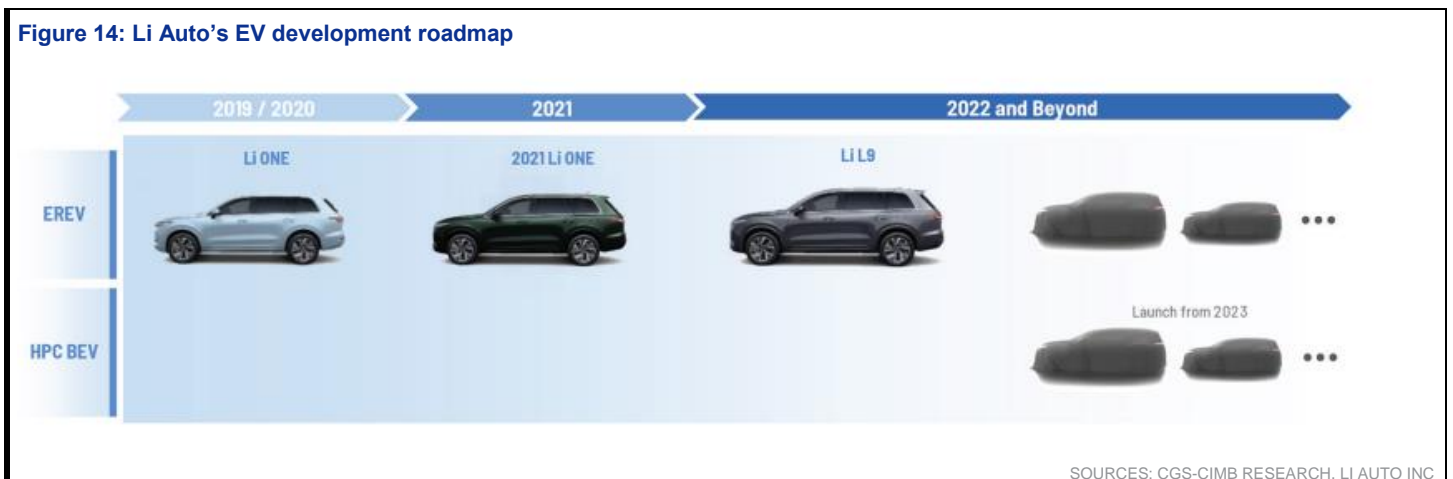 Figure 14: Li Auto's EV development roadmap
2019 / 2020
2021
2022 and Beyond
Li ONE
2021 Li ONE
Li L9
EREV
•••
Launch from 2023
HPC BEV
•••
SOURCES: CGS-CIMB RESEARCH, LI AUTO INC